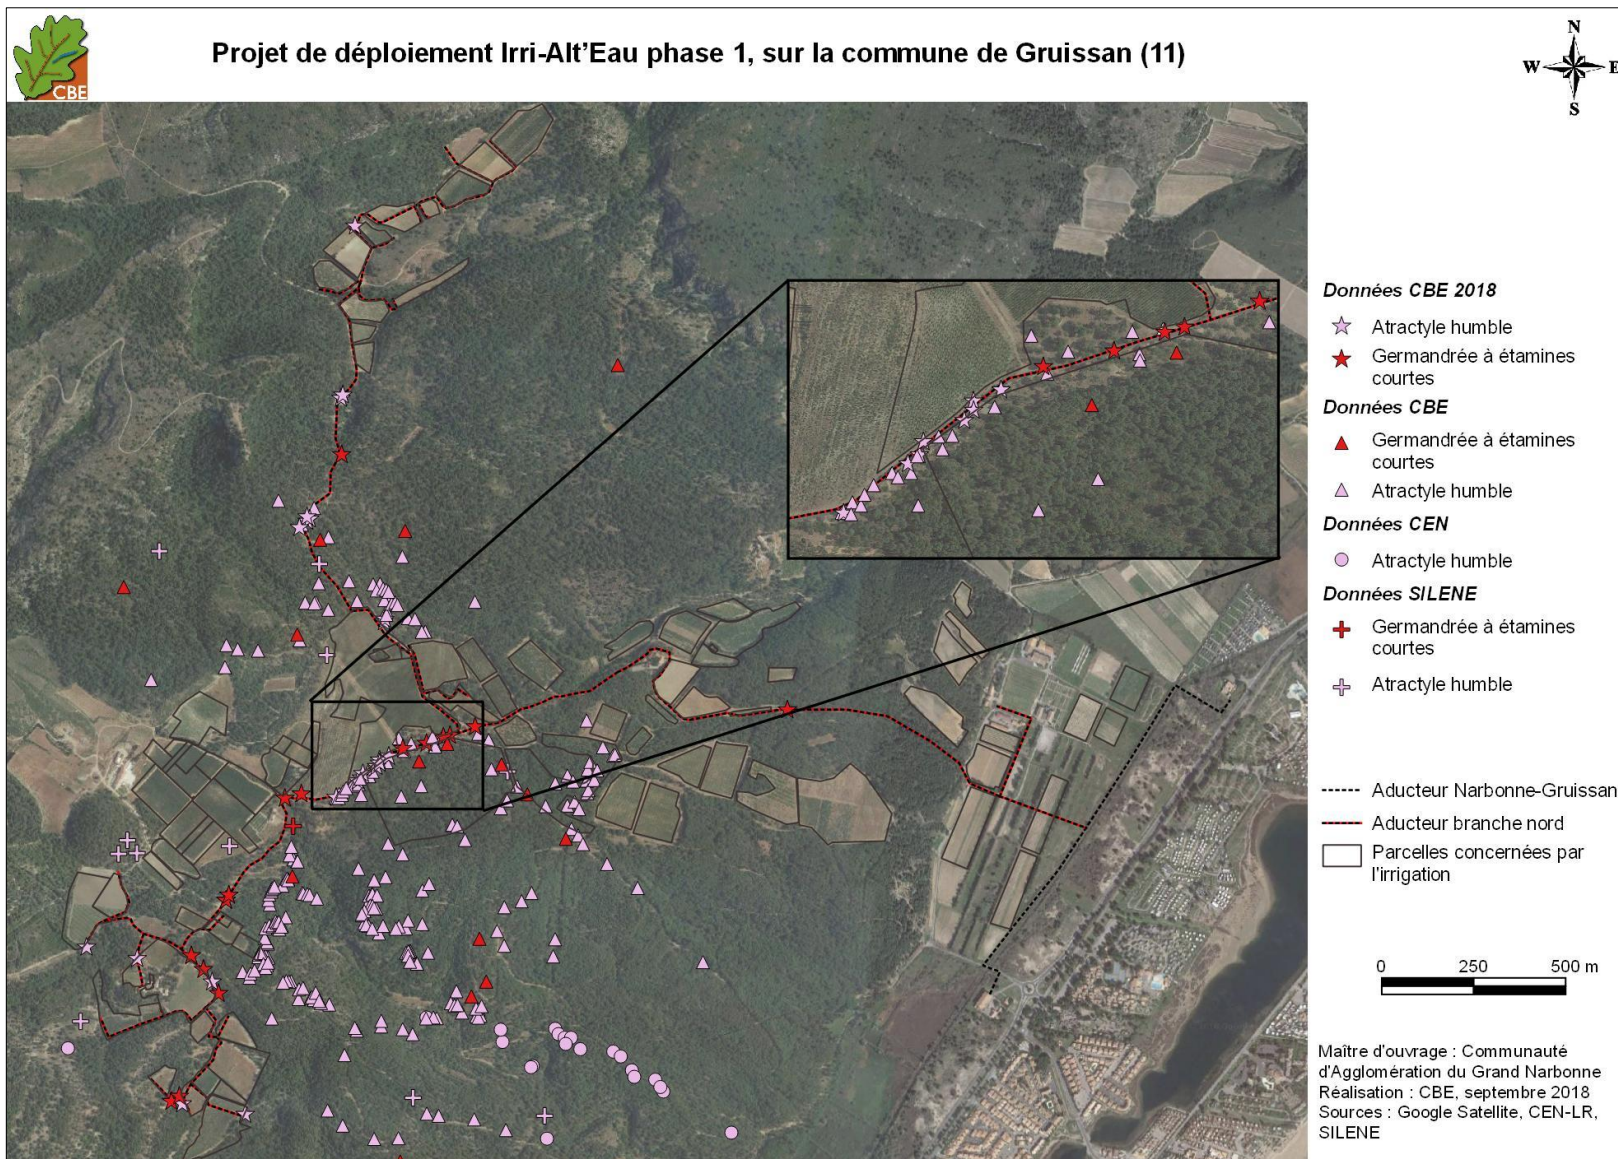 CBE
Projet de déploiement Irri-Alt'Eau phase 1, sur la commune de Gruissan (11)
N
W
E
S
Données CBE 2018
Atractyle humble
Germandrée à étamines
courtes
Données CBE
Germandrée à étamines
courtes
Atractyle humble
Données CEN
Atractyle humble
Données SILENE
Germandrée à étamines
courtes
Atractyle humble
Aducteur Narbonne-Gruissan
Aducteur branche nord
Parcelles concernées par
l'irrigation
0 250 500 m
Maître d'ouvrage : Communauté
d'Agglomération du Grand Narbonne
Réalisation : CBE, septembre 2018
Sources : Google Satellite, CEN-LR,
SILENE